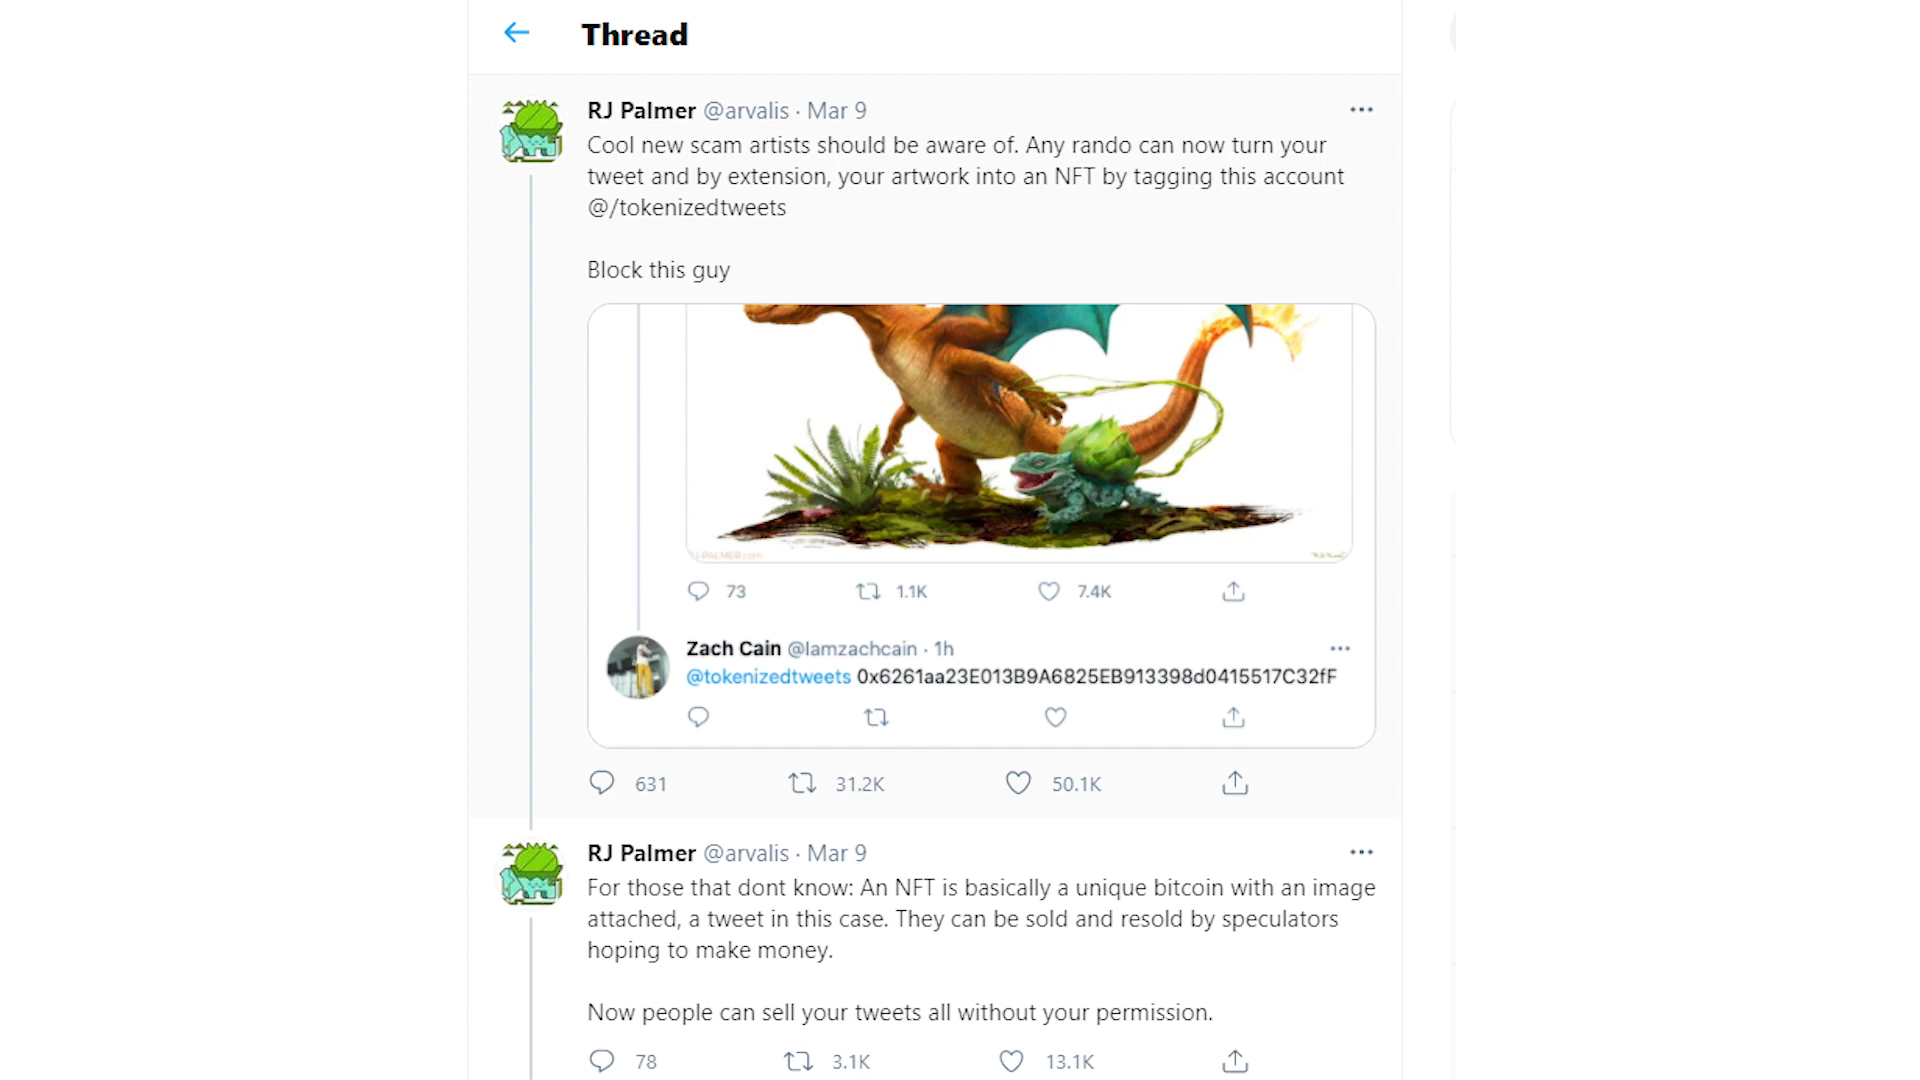 Thread
RJ Palmer @arvalis · Mar 9
Cool new scam artists should be aware of. Any rando can now turn your
tweet and by extension, your artwork into an NFT by tagging this account
@/tokenizedtweets
Block this guy
73 1.1K 7.4K
Zach Cain @Iamzachcain · 1h
@tokenizedtweets 0x6261aa23E013B9A6825EB913398d0415517C32fF
631 31.2K 50.1K
RJ Palmer @arvalis · Mar 9
For those that dont know: An NFT is basically a unique bitcoin with an image
attached, a tweet in this case. They can be sold and resold by speculators
hoping to make money.
Now people can sell your tweets all without your permission.
78 3.1K 13.1K